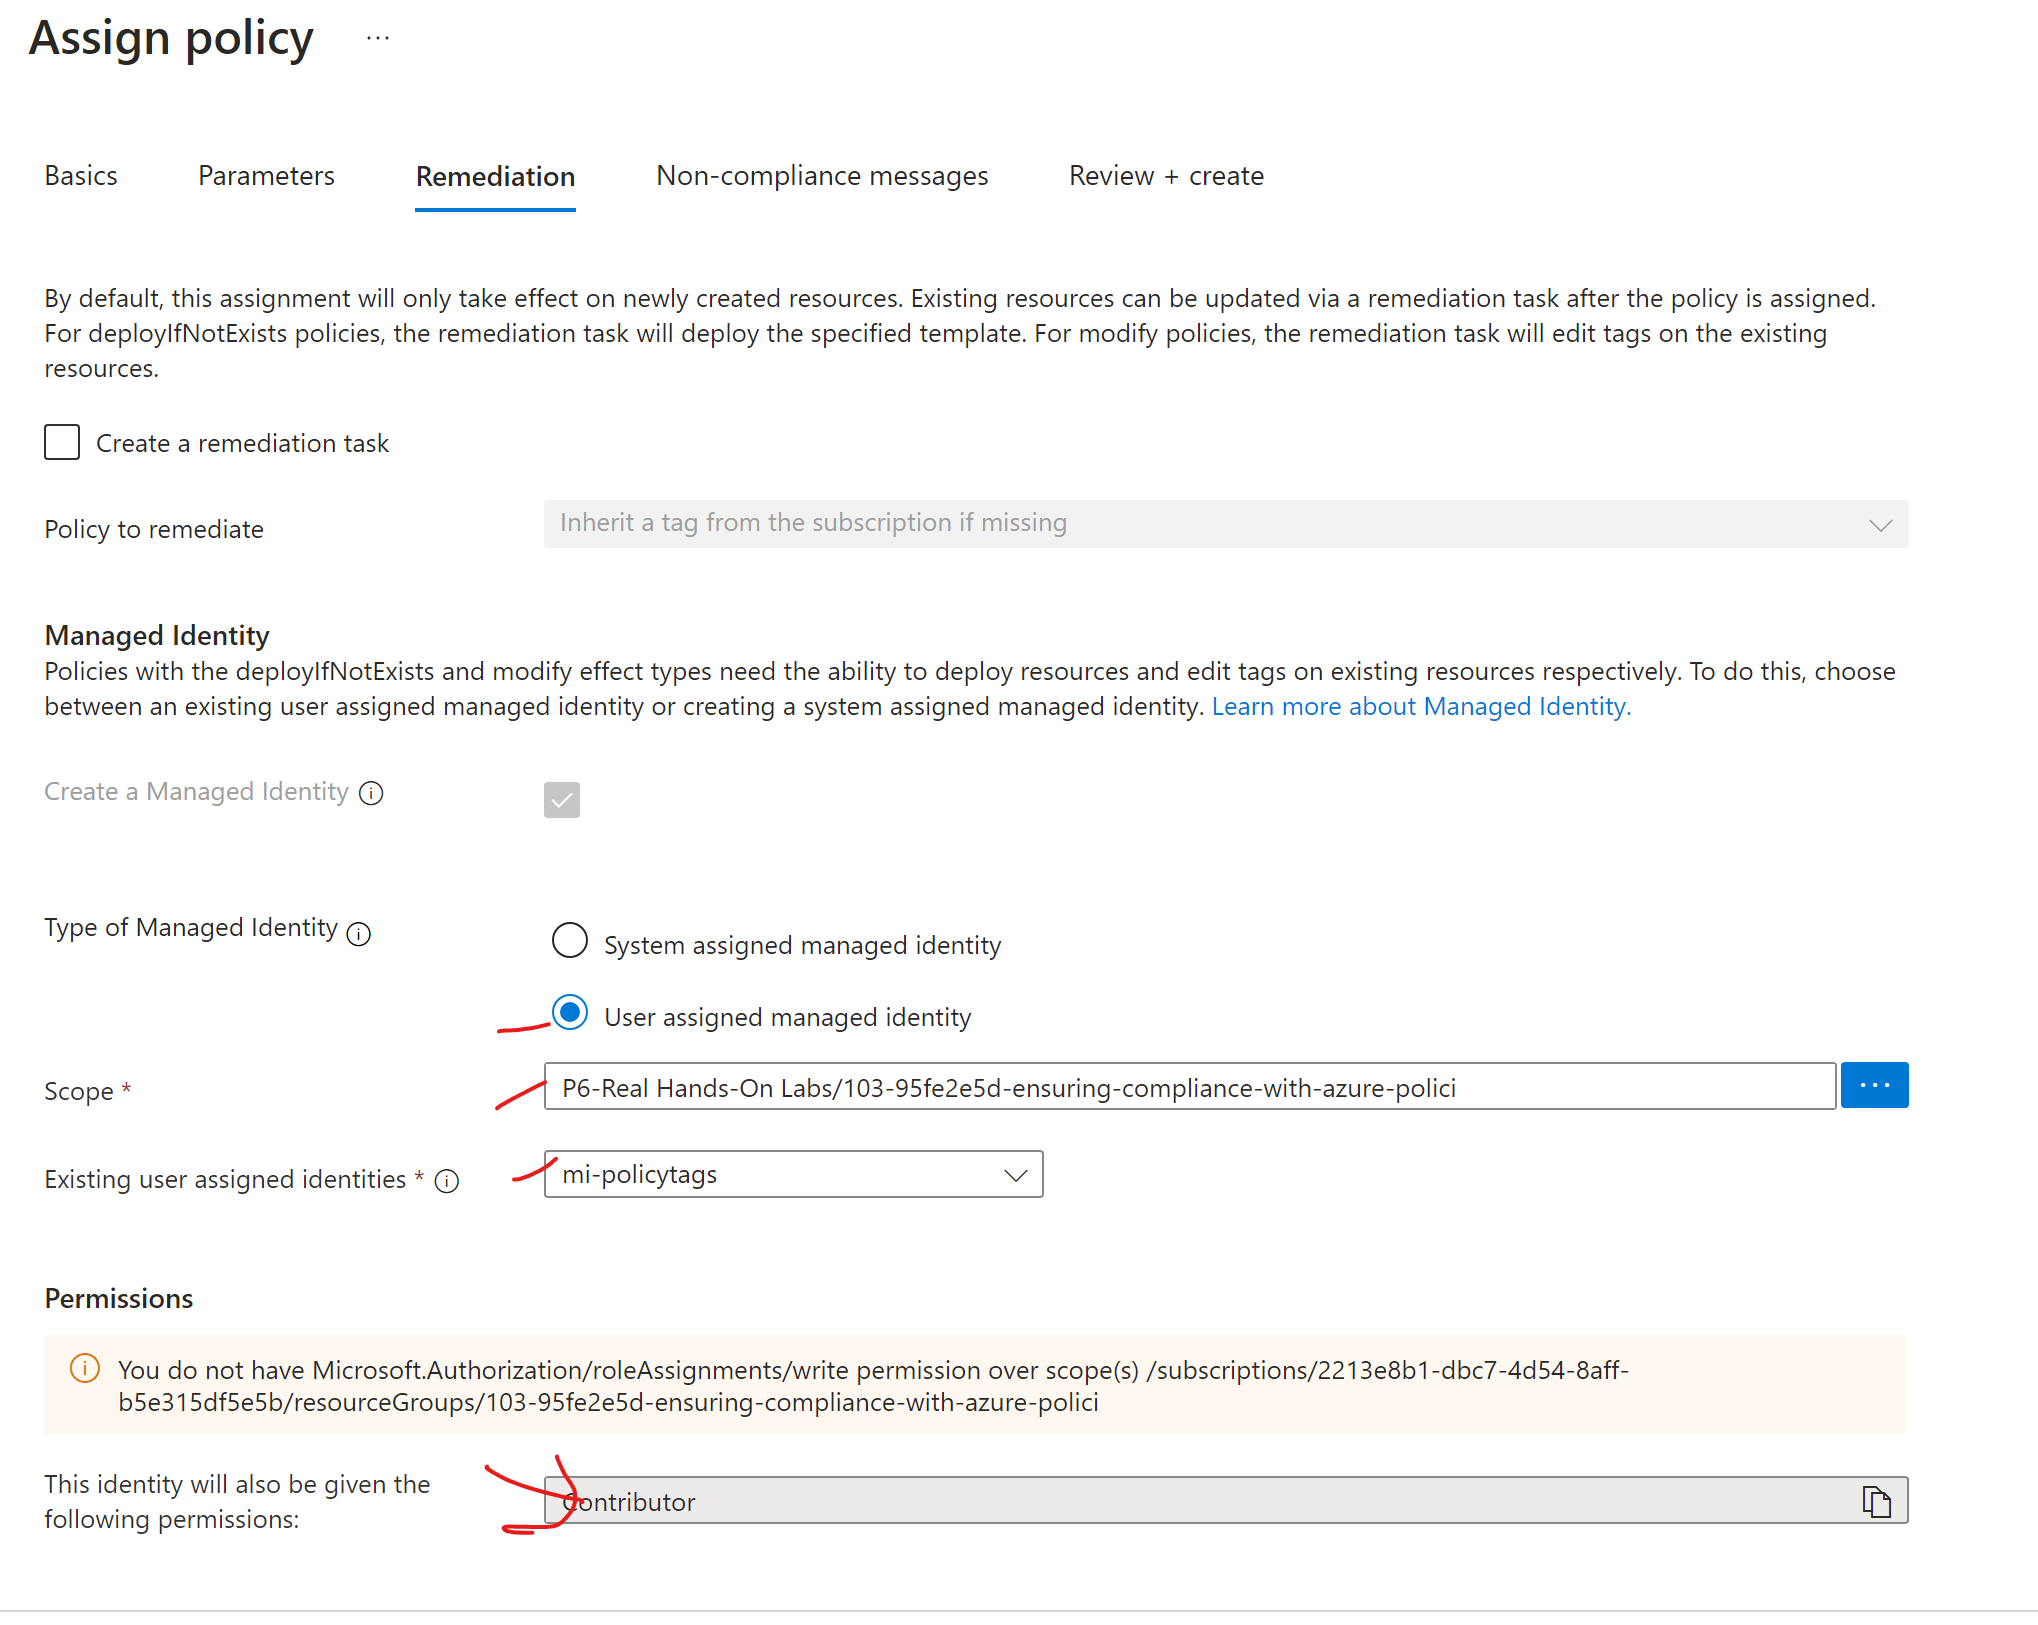 Assign policy ...
Basics Parameters Remediation Non-compliance messages Review + create
By default, this assignment will only take effect on newly created resources. Existing resources can be updated via a remediation task after the policy is assigned.
For deployIfNotExists policies, the remediation task will deploy the specified template. For modify policies, the remediation task will edit tags on the existing
resources.
Create a remediation task
Policy to remediate Inherit a tag from the subscription if missing
Managed Identity
Policies with the deployIfNotExists and modify effect types need the ability to deploy resources and edit tags on existing resources respectively. To do this, choose
between an existing user assigned managed identity or creating a system assigned managed identity. Learn more about Managed Identity.
Create a Managed Identity
Type of Managed Identity System assigned managed identity
User assigned managed identity
Scope * P6-Real Hands-On Labs/103-95fe2e5d-ensuring-compliance-with-azure-polici ...
Existing user assigned identities * mi-policytags
Permissions
You do not have Microsoft.Authorization/roleAssignments/write permission over scope(s) /subscriptions/2213e8b1-dbc7-4d54-8aff-
b5e315df5e5b/resourceGroups/103-95fe2e5d-ensuring-compliance-with-azure-polici
This identity will also be given the
following permissions: Contributor